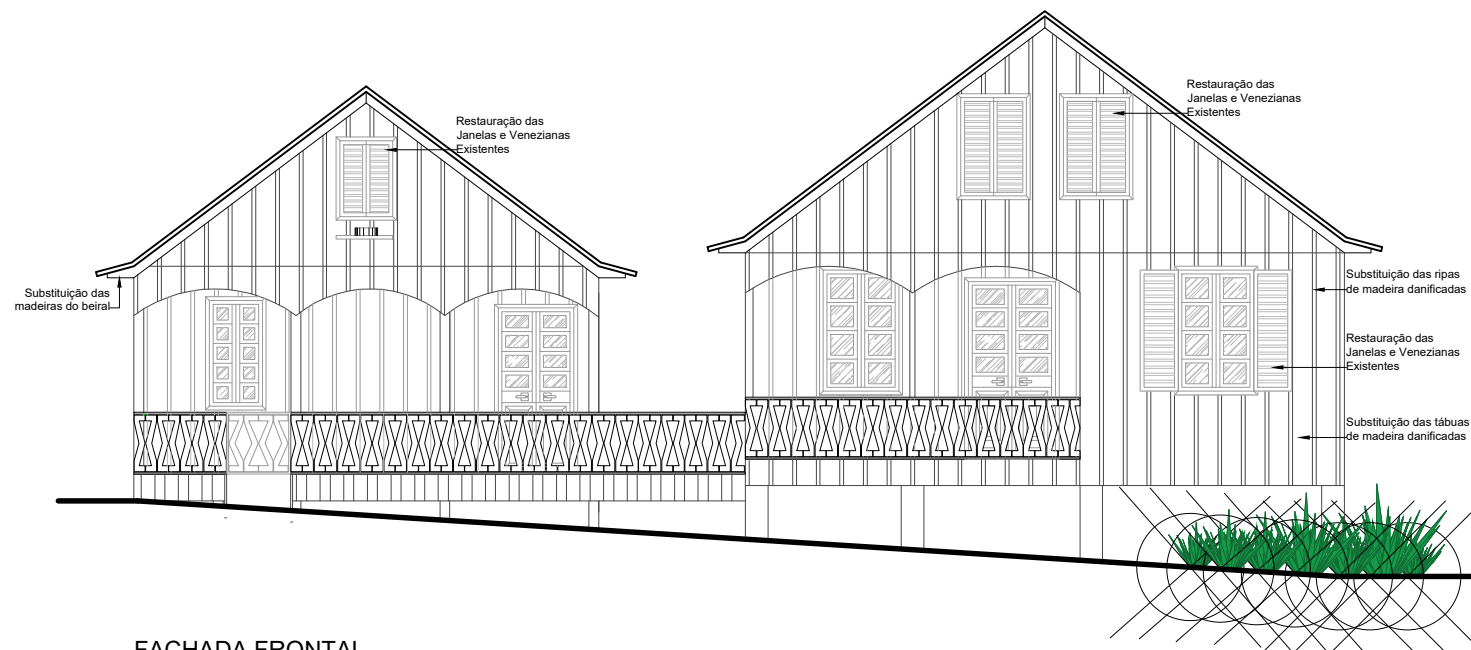 Restauração das
Janelas e Venezianas
Existentes
Restauração das
Janelas e Venezianas
Existentes
Substituição das
madeiras do beiral
Substituição das ripas
de madeira danificadas
Restauração das
Janelas e Venezianas
Existentes
Substituição das tábuas
de madeira danificadas
FACHADA FRONTAL